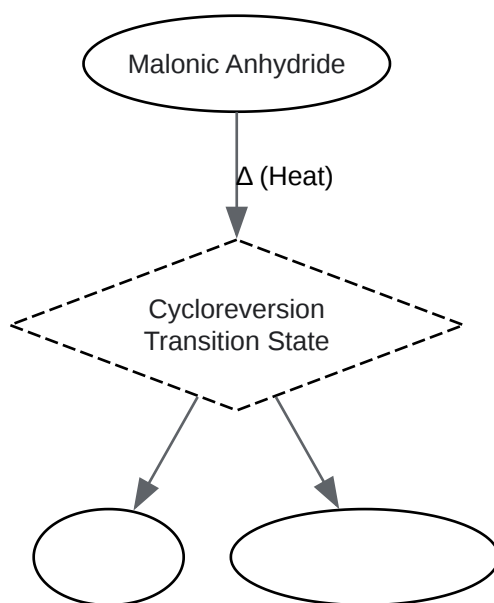 Malonic Anhydride
Δ (Heat)
Cycloreversion
Transition State